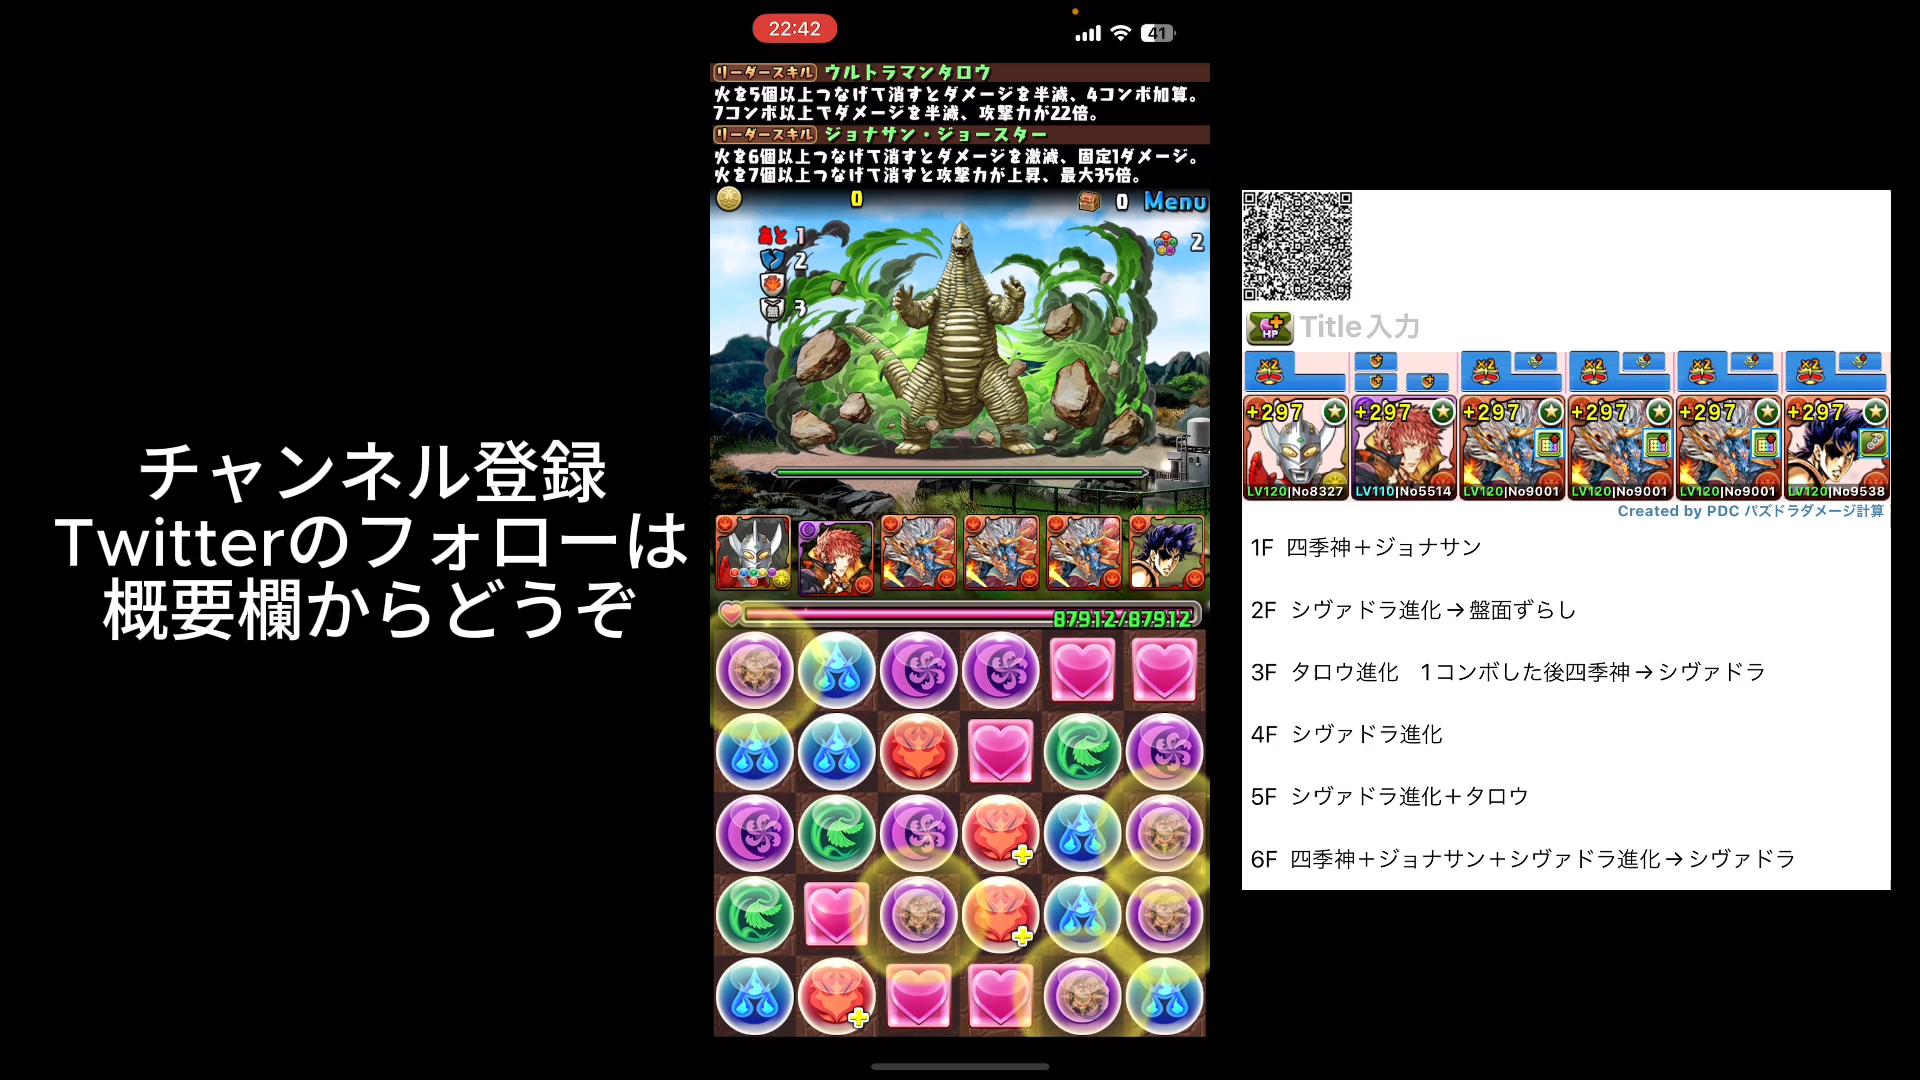 チャンネル登録
Twitterのフォローは
概要欄からどうぞ
22:42
41
リーダースキル ウルトラマンタロウ
火を5個以上つなげて消すとダメージを半減、4コンボ加算。
7コンボ以上でダメージを半減、攻撃力が22倍。
リーダースキル ジョナサン・ジョースター
火を6個以上つなげて消すとダメージを激減、固定1ダメージ。
火を7個以上つなげて消すと攻撃力が上昇、最大35倍。
0
0
Menu
あと 1
2
3
2
87912/87912
HP
Title入力
×2 ×2 ×2 ×2 ×2
+297 +297 +297 +297 +297 +297
LV120|No8327 LV110|No5514 LV120|No9001 LV120|No9001 LV120|No9001 LV120|No9538
Created by PDC パズドラダメージ計算
1F 四季神＋ジョナサン
2F シヴァドラ進化→盤面ずらし
3F タロウ進化 1コンボした後四季神→シヴァドラ
4F シヴァドラ進化
5F シヴァドラ進化＋タロウ
6F 四季神＋ジョナサン＋シヴァドラ進化→シヴァドラ